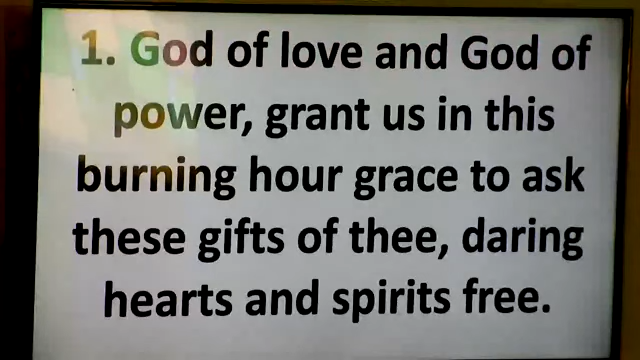 1. God of love and God of
power, grant us in this
burning hour grace to ask
these gifts of thee, daring
hearts and spirits free.